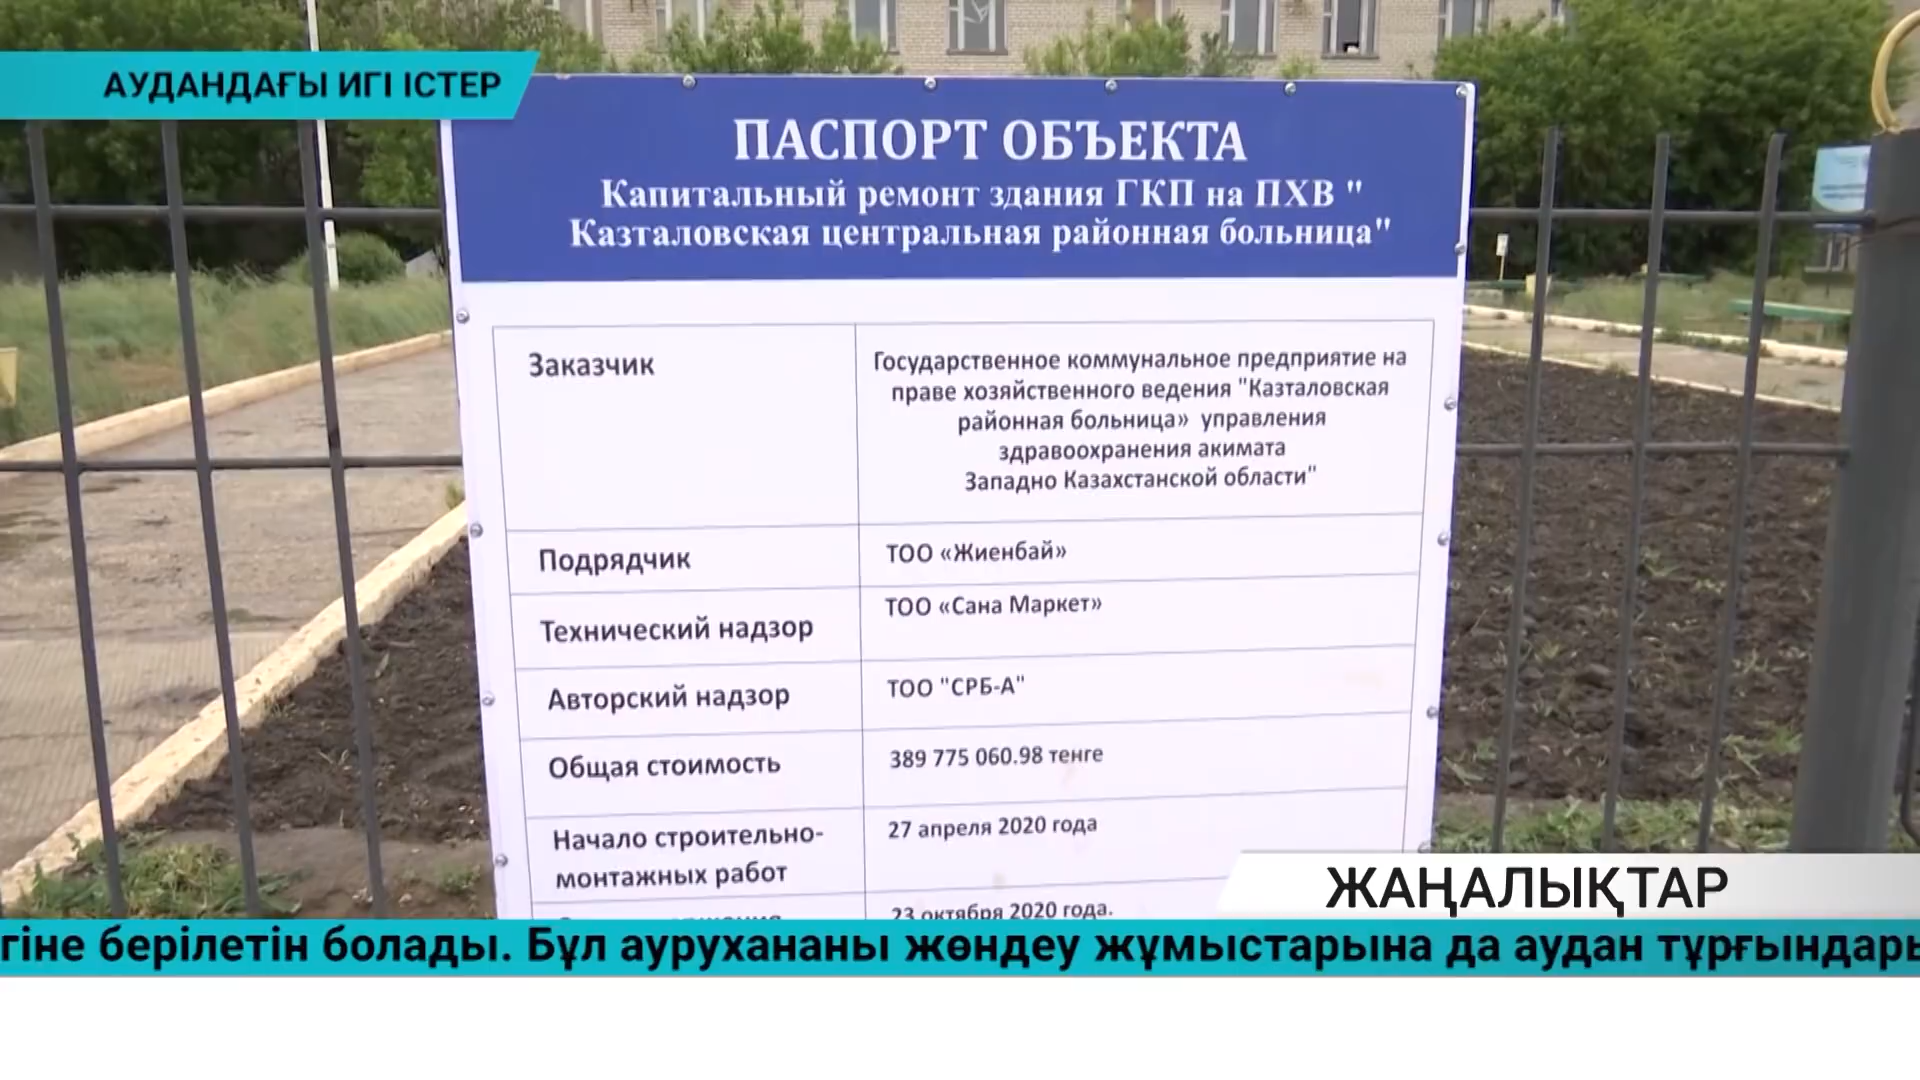 АУДАНДАҒЫ ИГІ ІСТЕР
ПАСПОРТ ОБЪЕКТА
Капитальный ремонт здания ГКП на ПХВ "
Казталовская центральная районная больница"
Заказчик
Государственное коммунальное предприятие на
праве хозяйственного ведения "Казталовская
районная больница» управления
здравоохранения акимата
Западно Казахстанской области"
Подрядчик
ТОО «Жиенбай»
Технический надзор
ТОО «Сана Маркет»
Авторский надзор
ТОО "СРБ-А"
Общая стоимость
389 775 060.98 тенге
Начало строительно-
монтажных работ
27 апреля 2020 года
23 октября 2020 года.
ЖАҢАЛЫҚТАР
гіне берілетін болады. Бұл аурухананы жөндеу жұмыстарына да аудан тұрғындары